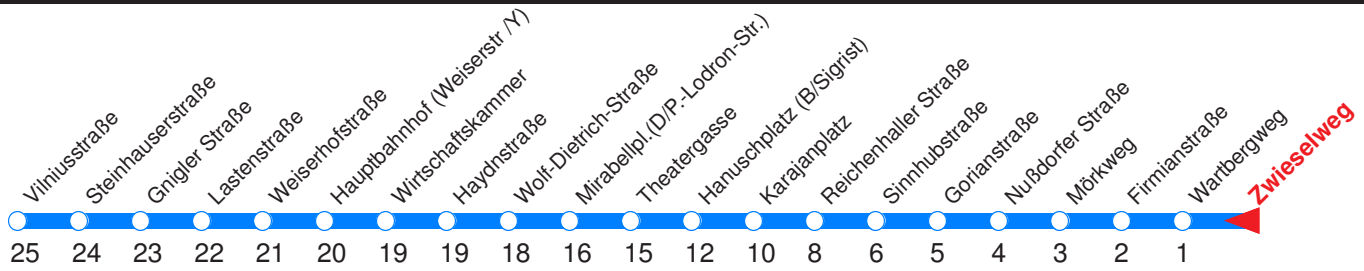 Vilniusstraße
Steinhauserstraße
Gnigler Straße
Lastenstraße
Weiserhofstraße
Hauptbahnhof (Weiserstr /Y)
Wirtschaftskammer
Haydnstraße
Wolf-Dietrich-Straße
Mirabellpl.(D/P.-Lodron-Str.)
Theatergasse
Hanuschplatz (B/Sigrist)
Karajanplatz
Reichenhaller Straße
Sinnhubstraße
Gorianstraße
Nußdorfer Straße
Mörkweg
Firmianstraße
Wartbergweg
Zwieselweg
25 24 23 22 21 20 19 19 18 16 15 12 10 8 6 5 4 3 2 1